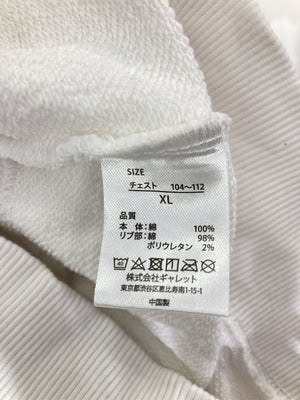 SIZE
チェスト 104～112
XL
品質
本 体：綿 100%
リブ部：綿 98%
ポリウレタン 2%
40
株式会社ギャレット
東京都渋谷区恵比寿南1-15-1
中国製